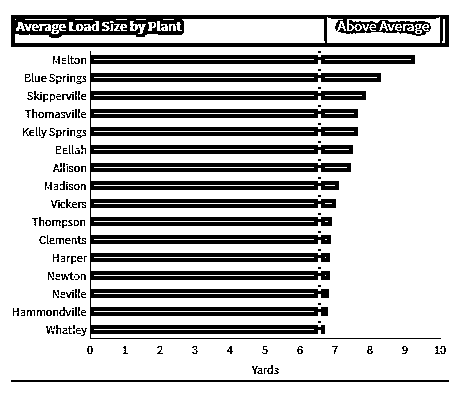 Average Load Size by Plant
Above Average
Melton
Blue Springs
Skipperville
Thomasville
Kelly Springs
Bellah
Allison
Madison
Vickers
Thompson
Clements
Harper
Newton
Neville
Hammondville
Whatley
0 1 2 3 4 5 6 7 8 9 10
Yards